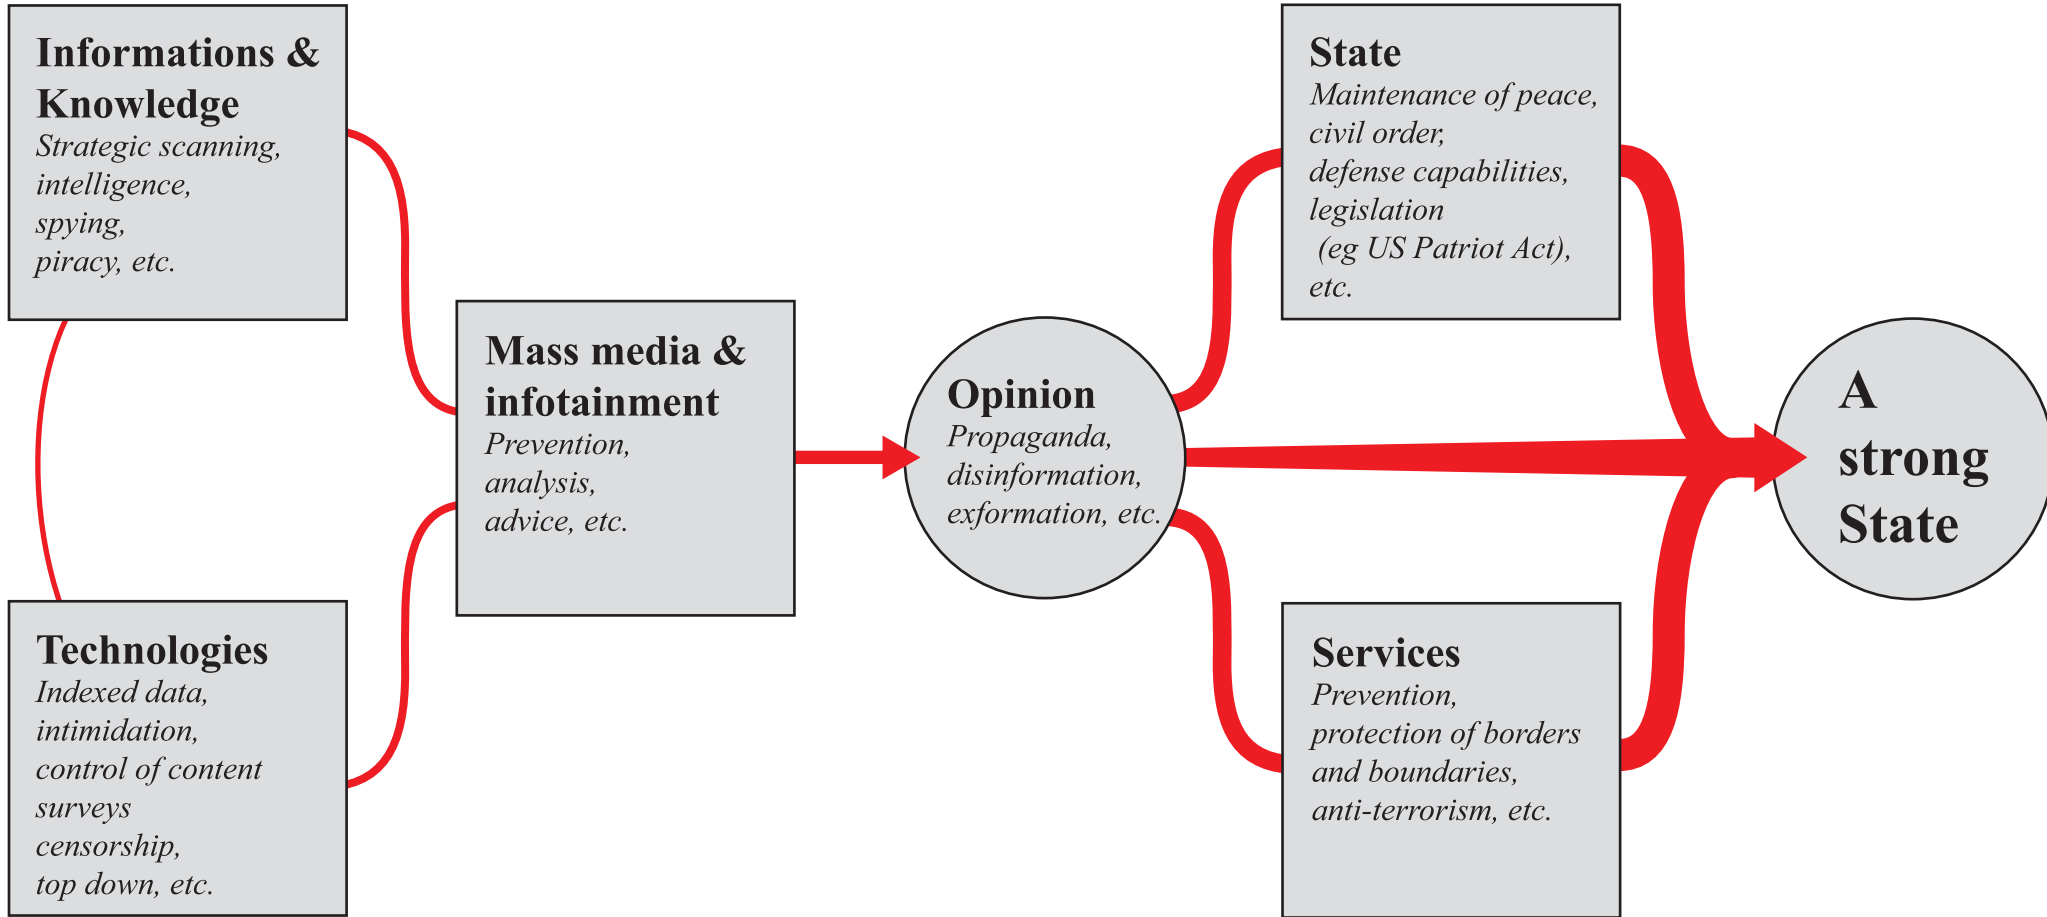 Informations &
Knowledge
Strategic scanning,
intelligence,
spying,
piracy, etc.
Technologies
Indexed data,
intimidation,
control of content
surveys
censorship,
top down, etc.
Mass media &
infotainment
Prevention,
analysis,
advice, etc.
Opinion
Propaganda,
disinformation,
exformation, etc.
State
Maintenance of peace,
civil order,
defense capabilities,
legislation
(eg US Patriot Act),
etc.
Services
Prevention,
protection of borders
and boundaries,
anti-terrorism, etc.
A
strong
State